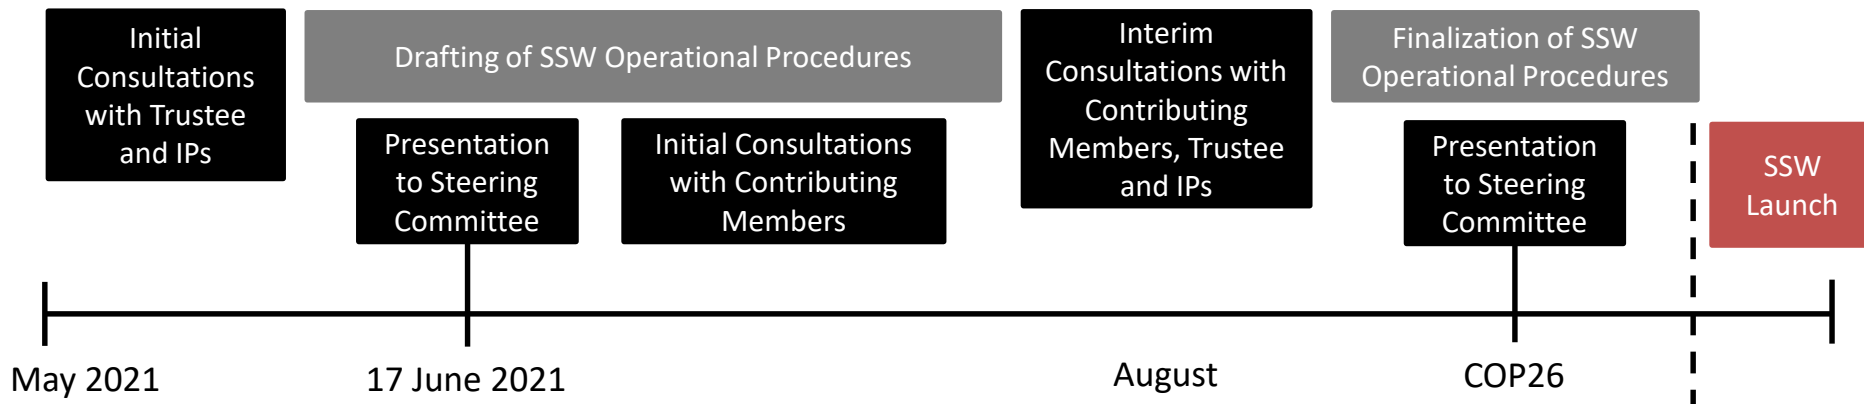 Initial
Consultations
with Trustee
and IPs
Drafting of SSW Operational Procedures
Presentation
to Steering
Committee
Initial Consultations
with Contributing
Members
Interim
Consultations with
Contributing
Members, Trustee
and IPs
Finalization of SSW
Operational Procedures
Presentation
to Steering
Committee
SSW
Launch
May 2021
17 June 2021
August
COP26